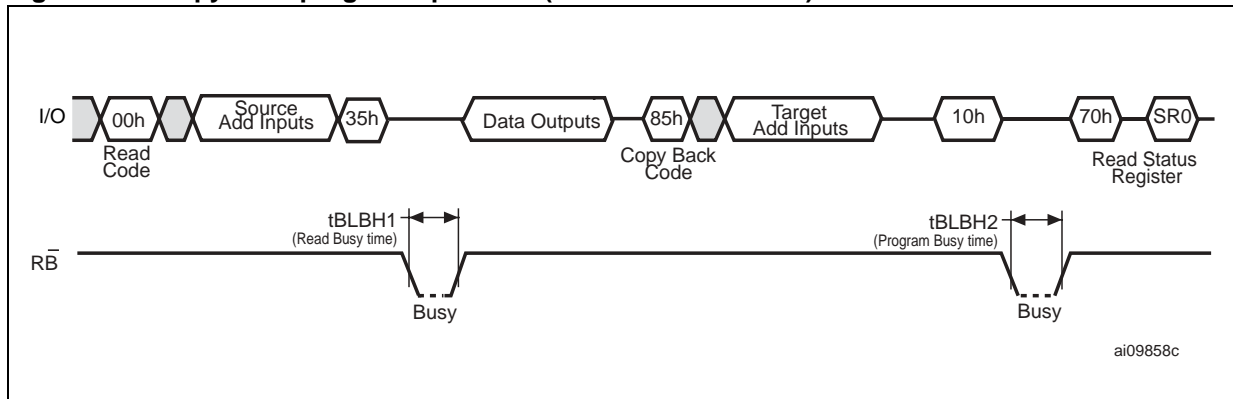 I/O
00h
Source
Add Inputs
35h
Data Outputs
85h
Target
Add Inputs
10h
70h
SR0
Read
Code
Copy Back
Code
Read Status
Register
tBLBH1
(Read Busy time)
tBLBH2
(Program Busy time)
RB̅
Busy
Busy
ai09858c